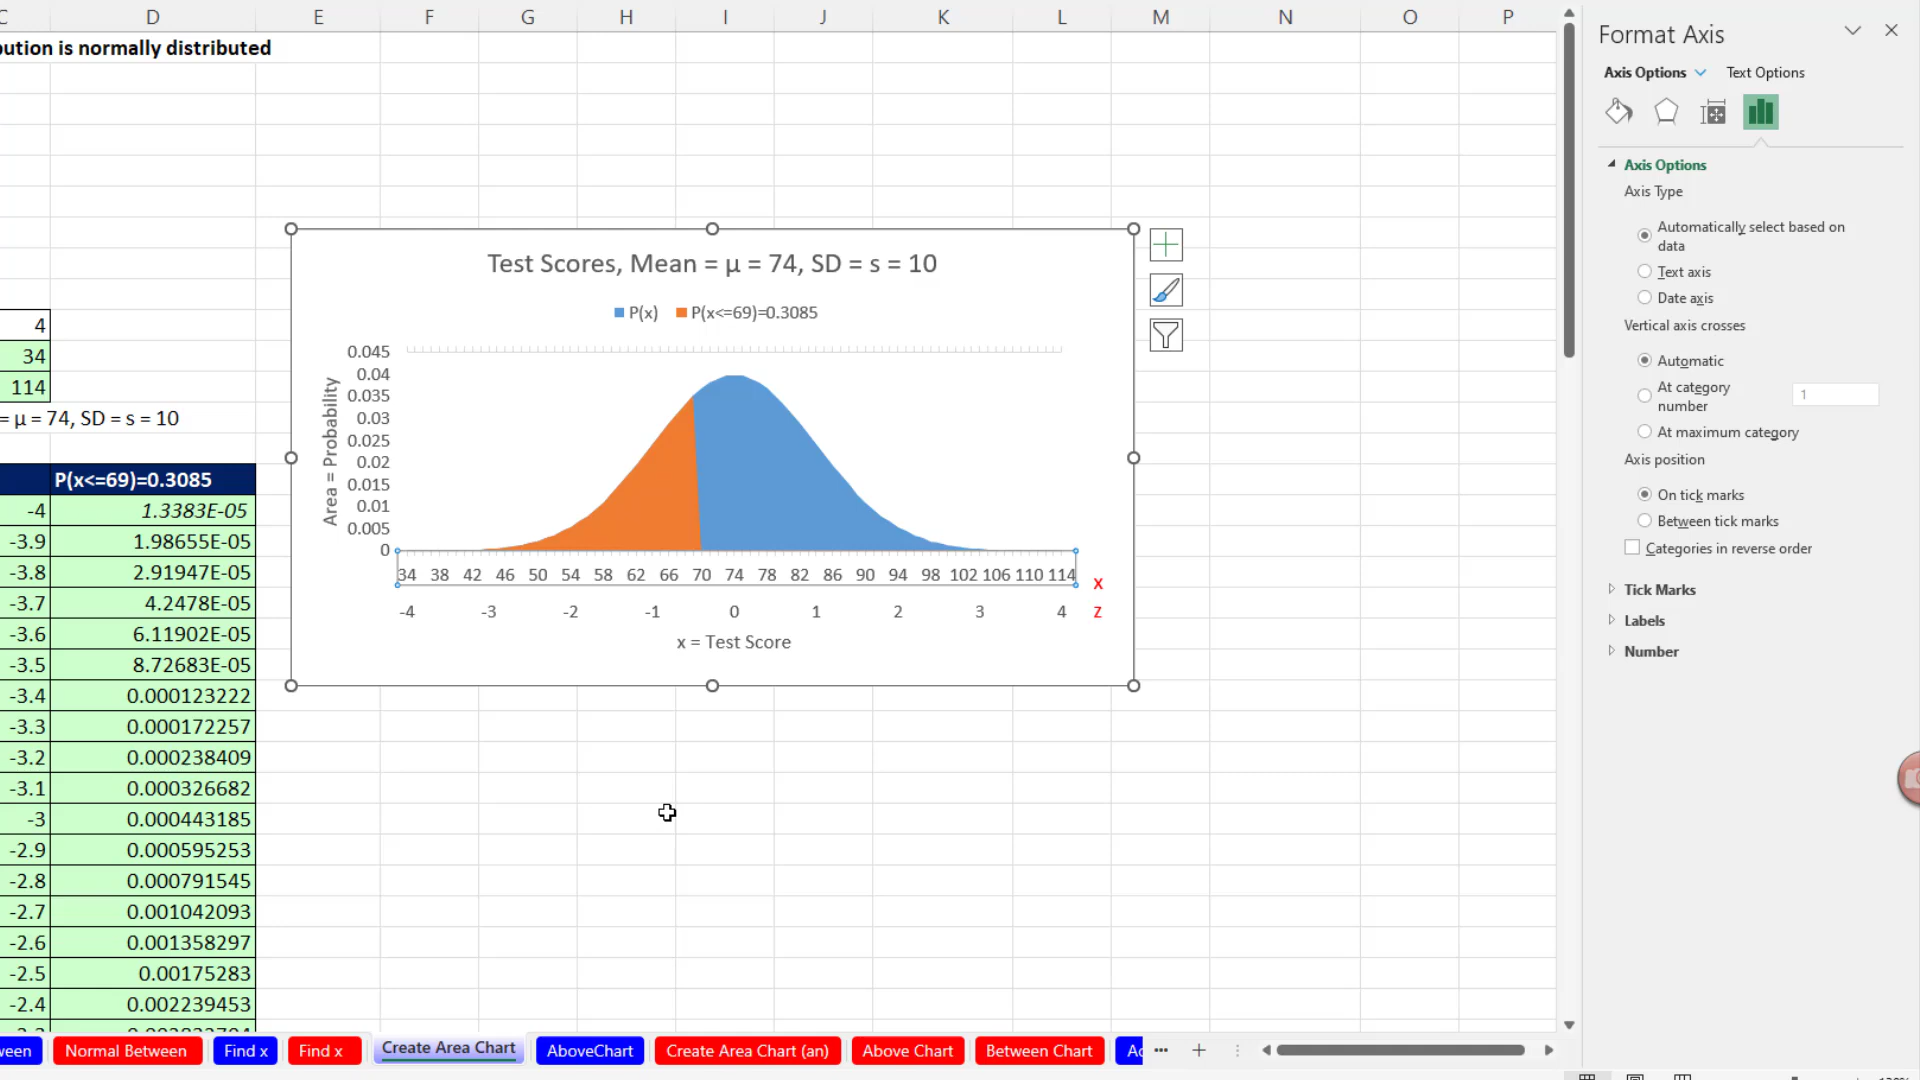 C D E F G H I J K L M N O P
bution is normally distributed
4
34
114
= μ = 74, SD = s = 10
P(x<=69)=0.3085
-4 1.3383E-05
-3.9 1.98655E-05
-3.8 2.91947E-05
-3.7 4.2478E-05
-3.6 6.11902E-05
-3.5 8.72683E-05
-3.4 0.000123222
-3.3 0.000172257
-3.2 0.000238409
-3.1 0.000326682
-3 0.000443185
-2.9 0.000595253
-2.8 0.000791545
-2.7 0.001042093
-2.6 0.001358297
-2.5 0.00175283
-2.4 0.002239453
Test Scores, Mean = μ = 74, SD = s = 10
P(x) P(x<=69)=0.3085
Area = Probability
0.045
0.04
0.035
0.03
0.025
0.02
0.015
0.01
0.005
0
34 38 42 46 50 54 58 62 66 70 74 78 82 86 90 94 98 102 106 110 114 X
-4 -3 -2 -1 0 1 2 3 4 Z
x = Test Score
Format Axis
Axis Options Text Options
Axis Options
Axis Type
Automatically select based on
data
Text axis
Date axis
Vertical axis crosses
Automatic
At category
number
1
At maximum category
Axis position
On tick marks
Between tick marks
Categories in reverse order
Tick Marks
Labels
Number
ween Normal Between Find x Find x Create Area Chart AboveChart Create Area Chart (an) Above Chart Between Chart